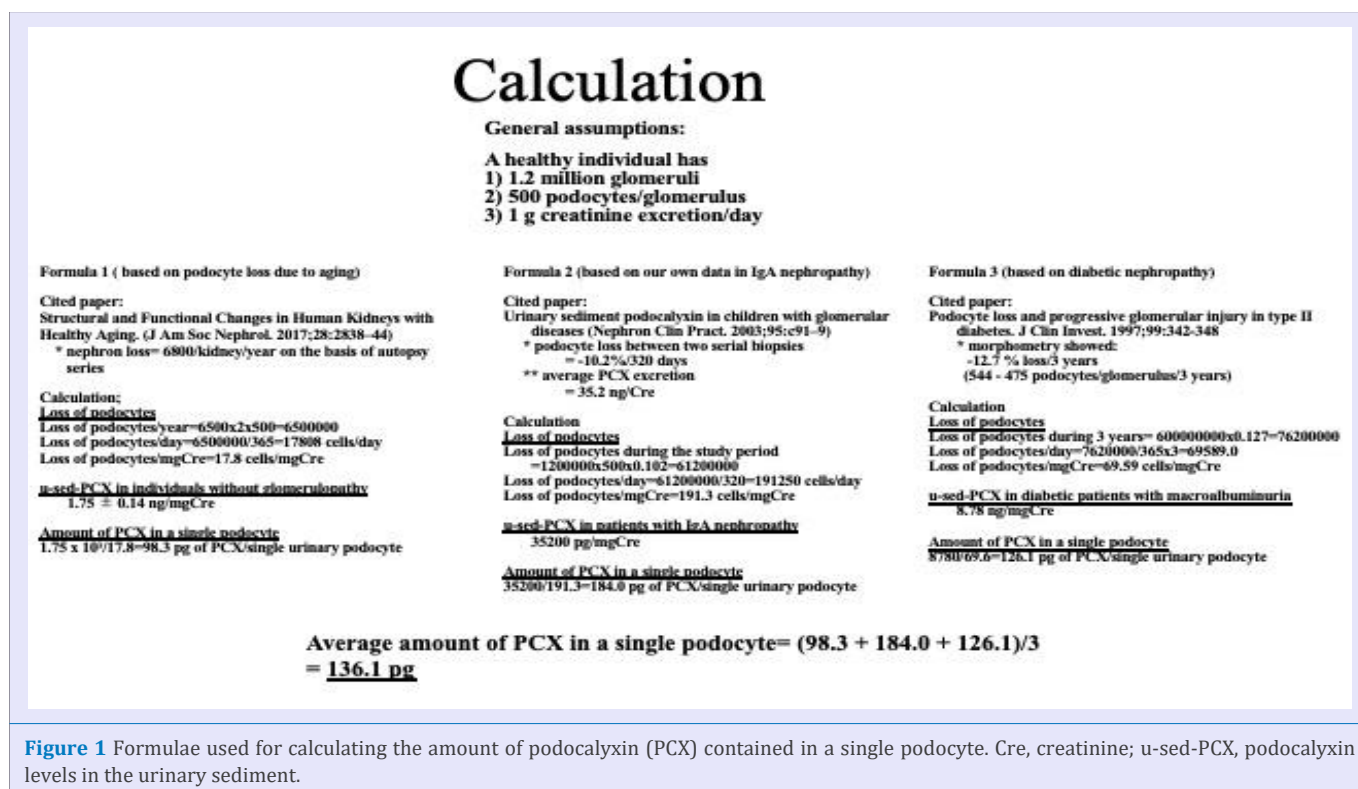 Calculation
General assumptions:
A healthy individual has
1) 1.2 million glomeruli
2) 500 podocytes/glomerulus
3) 1 g creatinine excretion/day
Formula 1 ( based on podocyte loss due to aging)
Cited paper:
Structural and Functional Changes in Human Kidneys with
Healthy Aging. (J Am Soc Nephrol. 2017;28:2838–44)
* nephron loss= 6800/kidney/year on the basis of autopsy
series
Calculation;
Loss of podocytes
Loss of podocytes/year=6500x2x500=6500000
Loss of podocytes/day=6500000/365=17808 cells/day
Loss of podocytes/mgCre=17.8 cells/mgCre
u-sed-PCX in individuals without glomerulopathy
1.75 ± 0.14 ng/mgCre
Amount of PCX in a single podocyte
1.75 x 10³/17.8=98.3 pg of PCX/single urinary podocyte
Formula 2 (based on our own data in IgA nephropathy)
Cited paper:
Urinary sediment podocalyxin in children with glomerular
diseases (Nephron Clin Pract. 2003;95:c91–9)
* podocyte loss between two serial biopsies
= -10.2%/320 days
** average PCX excretion
= 35.2 ng/Cre
Calculation
Loss of podocytes
Loss of podocytes during the study period
=1200000x500x0.102=61200000
Loss of podocytes/day=61200000/320=191250 cells/day
Loss of podocytes/mgCre=191.3 cells/mgCre
u-sed-PCX in patients with IgA nephropathy
35200 pg/mgCre
Amount of PCX in a single podocyte
35200/191.3=184.0 pg of PCX/single urinary podocyte
Formula 3 (based on diabetic nephropathy)
Cited paper:
Podocyte loss and progressive glomerular injury in type II
diabetes. J Clin Invest. 1997;99:342-348
* morphometry showed:
-12.7 % loss/3 years
(544 - 475 podocytes/glomerulus/3 years)
Calculation
Loss of podocytes
Loss of podocytes during 3 years= 600000000x0.127=76200000
Loss of podocytes/day=7620000/365x3=69589.0
Loss of podocytes/mgCre=69.59 cells/mgCre
u-sed-PCX in diabetic patients with macroalbuminuria
8.78 ng/mgCre
Amount of PCX in a single podocyte
8780/69.6=126.1 pg of PCX/single urinary podocyte
Average amount of PCX in a single podocyte= (98.3 + 184.0 + 126.1)/3
= 136.1 pg
Figure 1 Formulae used for calculating the amount of podocalyxin (PCX) contained in a single podocyte. Cre, creatinine; u-sed-PCX, podocalyxin
levels in the urinary sediment.